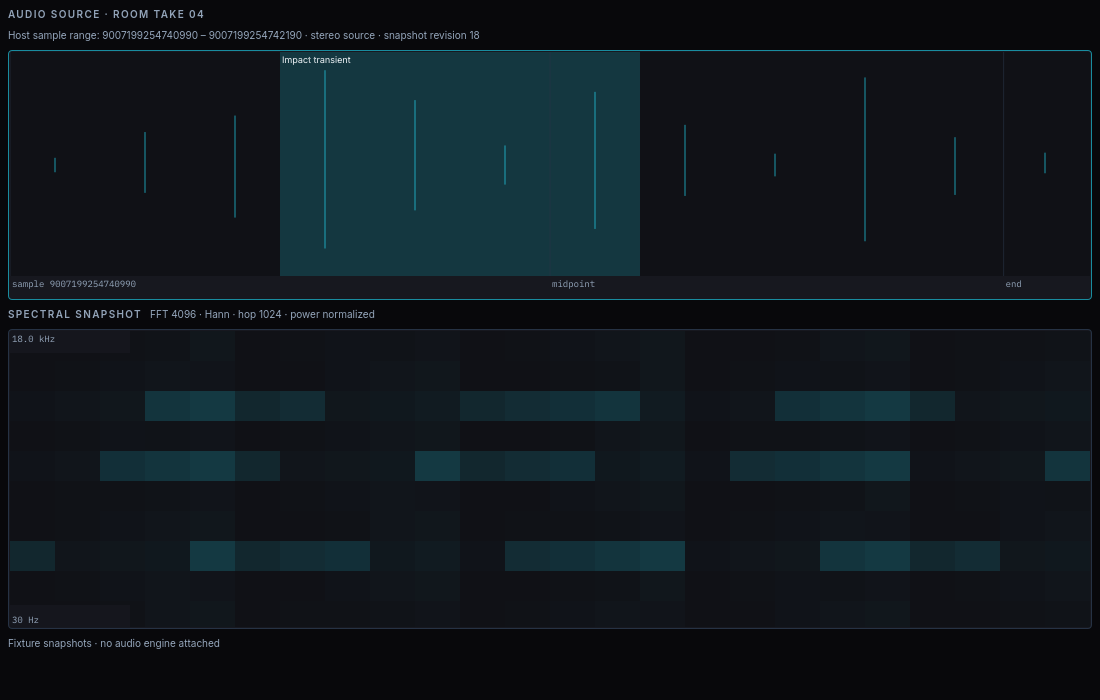 AUDIO SOURCE · ROOM TAKE 04
Host sample range: 9007199254740990 – 9007199254742190 · stereo source · snapshot revision 18
Impact transient
sample 9007199254740990 midpoint end
SPECTRAL SNAPSHOT FFT 4096 · Hann · hop 1024 · power normalized
18.0 kHz
30 Hz
Fixture snapshots · no audio engine attached